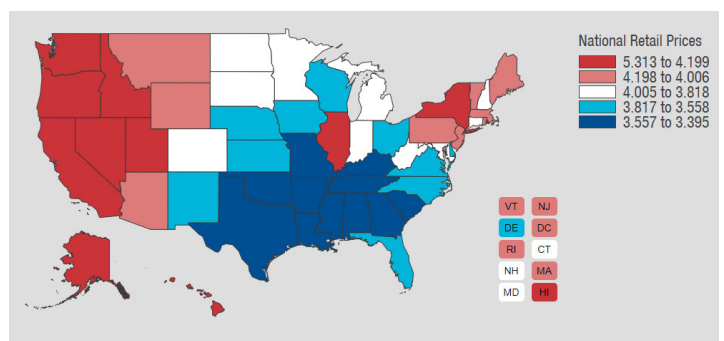 National Retail Prices
5.313 to 4.199
4.198 to 4.006
4.005 to 3.818
3.817 to 3.558
3.557 to 3.395
VT NJ
DE DC
RI CT
NH MA
MD HI